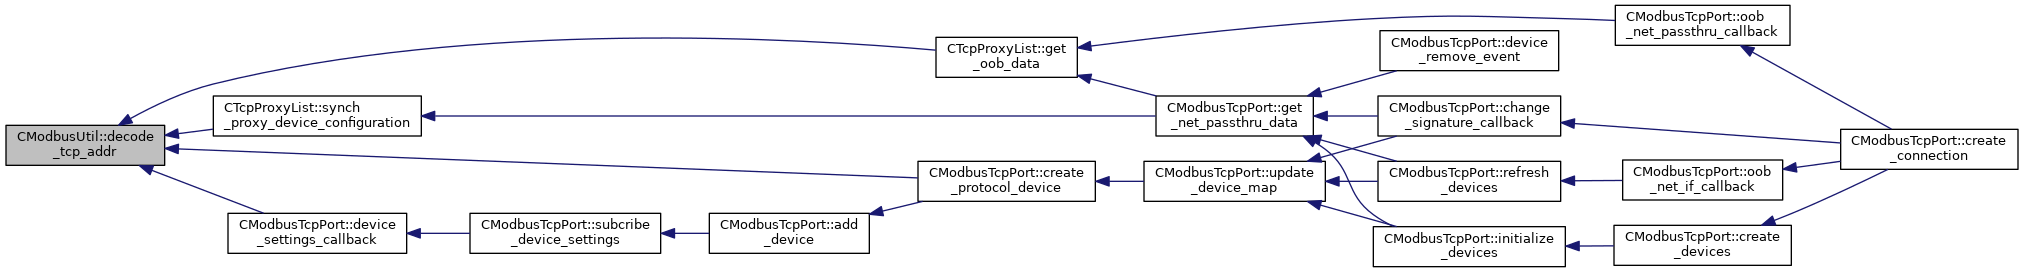 CModbusUtil::decode
_tcp_addr
CTcpProxyList::get
_oob_data
CTcpProxyList::synch
_proxy_device_configuration
CModbusTcpPort::create
_protocol_device
CModbusTcpPort::device
_settings_callback
CModbusTcpPort::subcribe
_device_settings
CModbusTcpPort::add
_device
CModbusTcpPort::get
_net_passthru_data
CModbusTcpPort::update
_device_map
CModbusTcpPort::device
_remove_event
CModbusTcpPort::change
_signature_callback
CModbusTcpPort::refresh
_devices
CModbusTcpPort::initialize
_devices
CModbusTcpPort::oob
_net_passthru_callback
CModbusTcpPort::oob
_net_if_callback
CModbusTcpPort::create
_devices
CModbusTcpPort::create
_connection